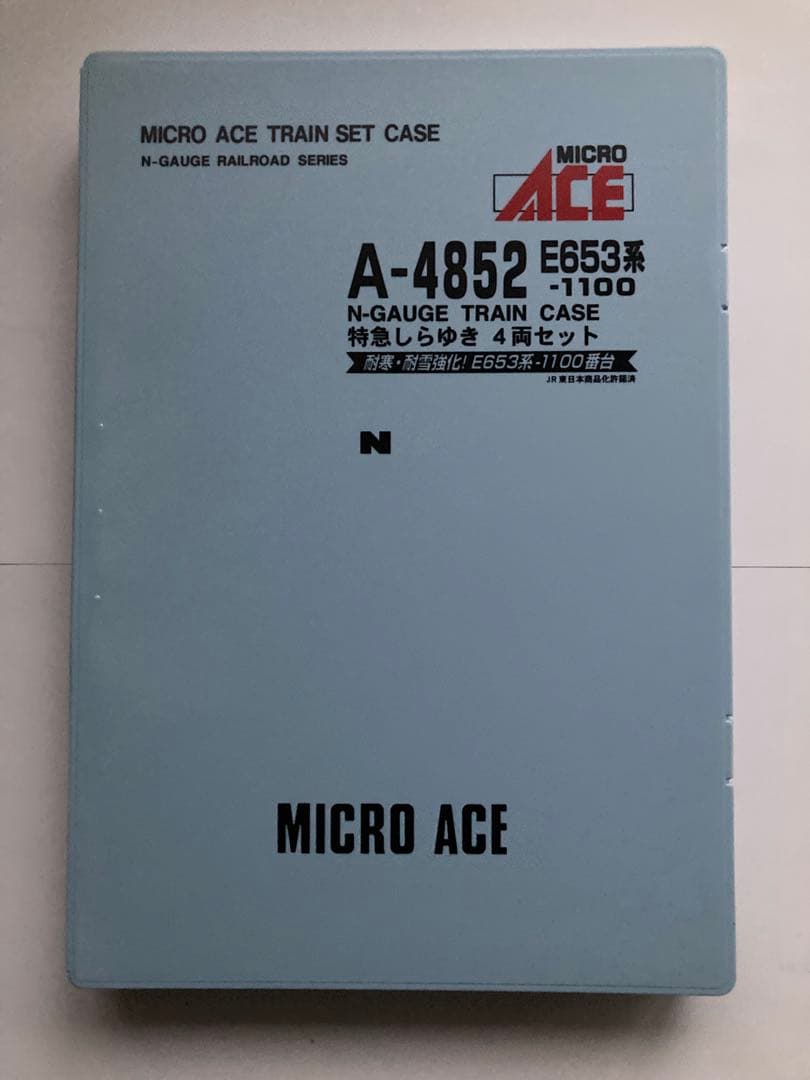 MICRO ACE TRAIN SET CASE
N-GAUGE RAILROAD SERIES
MICRO
ACE
A-4852 E653系
-1100
N-GAUGE TRAIN CASE
特急しらゆき 4両セット
耐寒・耐雪強化! E653系-1100番台
JR東日本商品化許諾済
N
MICRO ACE